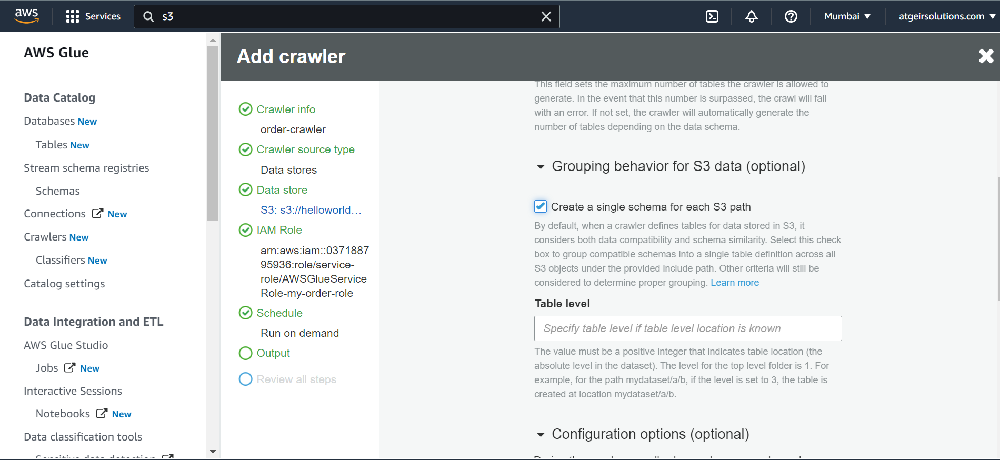 aws
Services
s3
Mumbai
atgeirsolutions.com
AWS Glue
Data Catalog
Databases New
Tables New
Stream schema registries
Schemas
Connections New
Crawlers New
Classifiers New
Catalog settings
Data Integration and ETL
AWS Glue Studio
Jobs New
Interactive Sessions
Notebooks New
Data classification tools
Sensitive data detection
Add crawler
Crawler info
order-crawler
Crawler source type
Data stores
Data store
S3: s3://helloworld…
IAM Role
arn:aws:iam::0371887
95936:role/service-
role/AWSGlueService
Role-my-order-role
Schedule
Run on demand
Output
Review all steps
This field sets the maximum number of tables the crawler is allowed to
generate. In the event that this number is surpassed, the crawl will fail
with an error. If not set, the crawler will automatically generate the
number of tables depending on the data schema.
Grouping behavior for S3 data (optional)
Create a single schema for each S3 path
By default, when a crawler defines tables for data stored in S3, it
considers both data compatibility and schema similarity. Select this check
box to group compatible schemas into a single table definition across all
S3 objects under the provided include path. Other criteria will still be
considered to determine proper grouping. Learn more
Table level
Specify table level if table level location is known
The value must be a positive integer that indicates table location (the
absolute level in the dataset). The level for the top level folder is 1. For
example, for the path mydataset/a/b, if the level is set to 3, the table is
created at location mydataset/a/b.
Configuration options (optional)